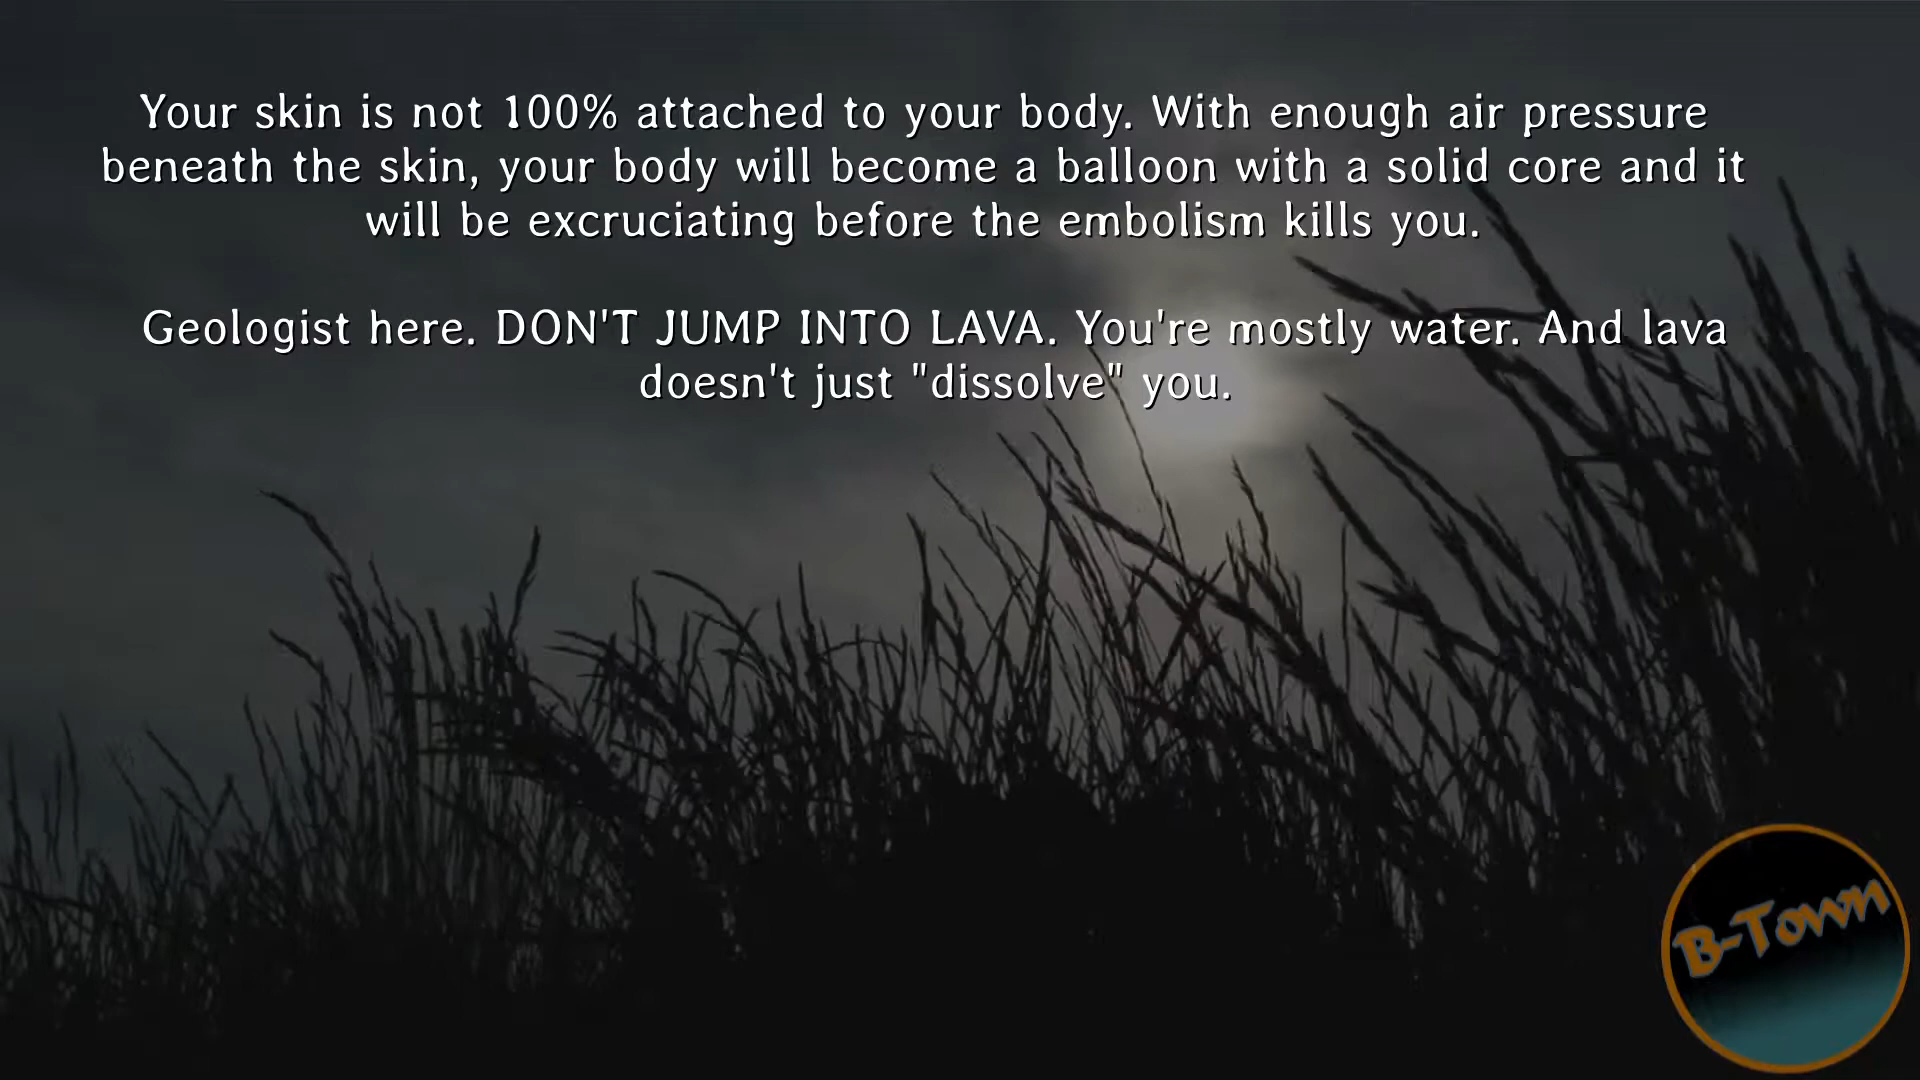 Your skin is not 100% attached to your body. With enough air pressure
beneath the skin, your body will become a balloon with a solid core and it
will be excruciating before the embolism kills you.
Geologist here. DON'T JUMP INTO LAVA. You're mostly water. And lava
doesn't just "dissolve" you.
B-Town